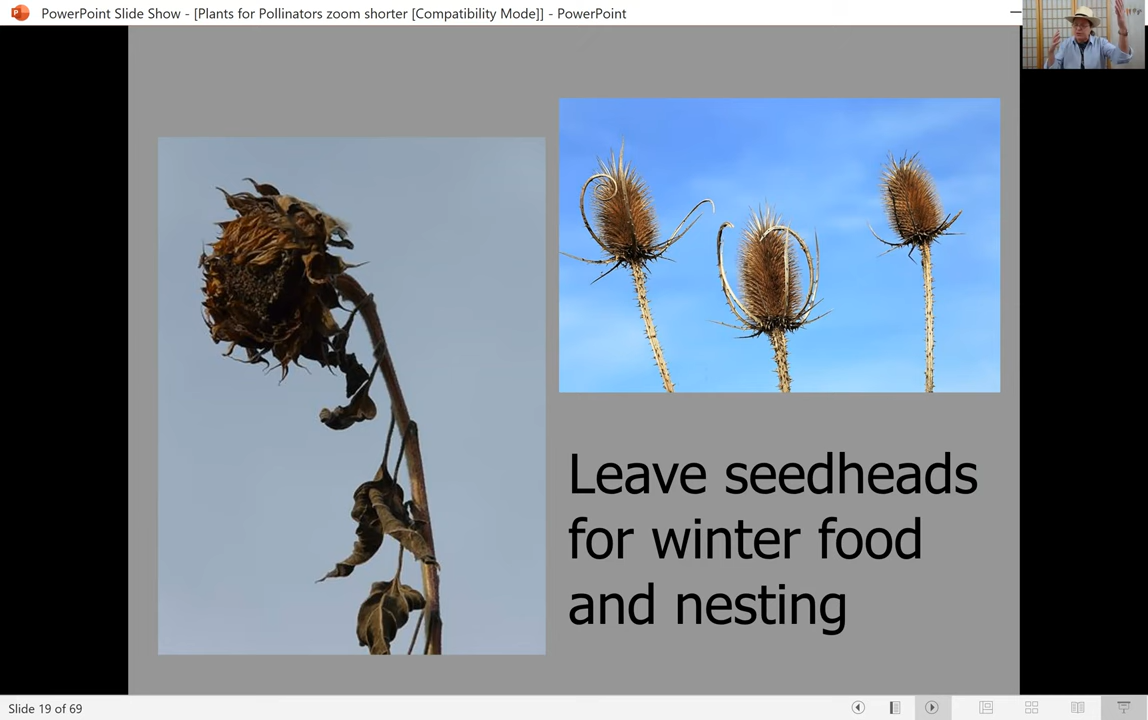 PowerPoint Slide Show - [Plants for Pollinators zoom shorter [Compatibility Mode]] - PowerPoint
Leave seedheads
for winter food
and nesting
Slide 19 of 69